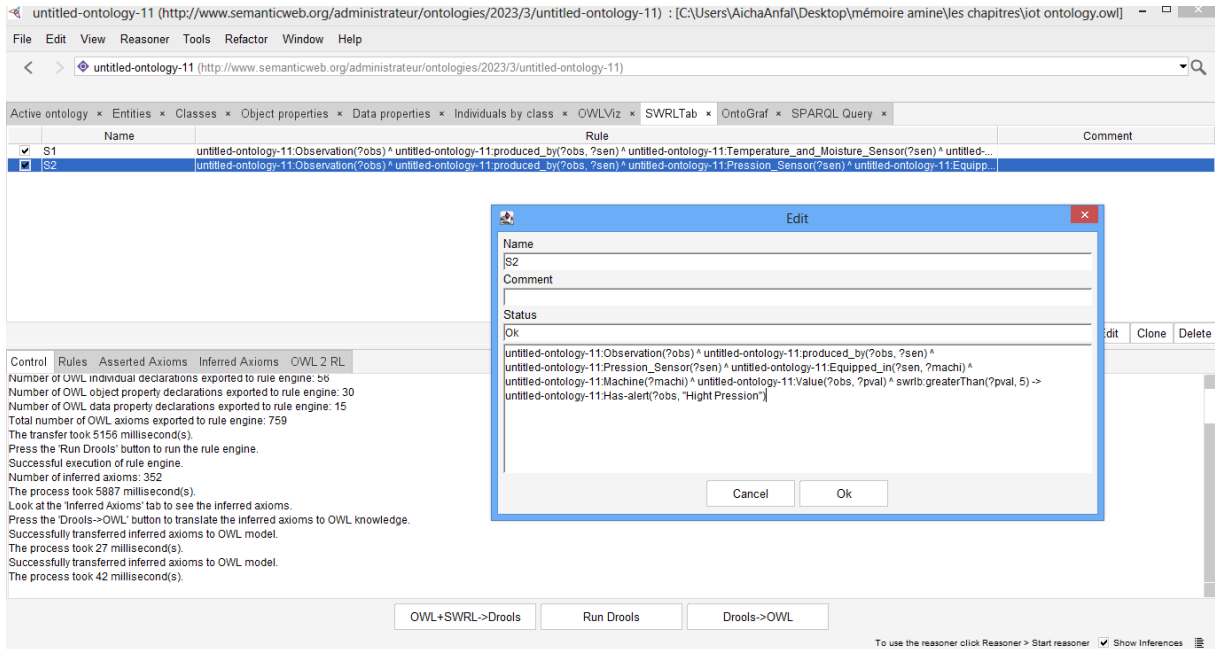 untitled-ontology-11 (http://www.semanticweb.org/administrateur/ontologies/2023/3/untitled-ontology-11) : [C:\Users\AichaAnfal\Desktop\mémoire amine\les chapitres\iot ontology.owl]
File Edit View Reasoner Tools Refactor Window Help
untitled-ontology-11 (http://www.semanticweb.org/administrateur/ontologies/2023/3/untitled-ontology-11)
Active ontology × Entities × Classes × Object properties × Data properties × Individuals by class × OWLViz × SWRLTab × OntoGraf × SPARQL Query ×
Name Rule Comment
S1 untitled-ontology-11:Observation(?obs) ^ untitled-ontology-11:produced_by(?obs, ?sen) ^ untitled-ontology-11:Temperature_and_Moisture_Sensor(?sen) ^ untitled-...
S2 untitled-ontology-11:Observation(?obs) ^ untitled-ontology-11:produced_by(?obs, ?sen) ^ untitled-ontology-11:Pression_Sensor(?sen) ^ untitled-ontology-11:Equipp...
Edit
Name
S2
Comment
Status
Ok
untitled-ontology-11:Observation(?obs) ^ untitled-ontology-11:produced_by(?obs, ?sen) ^
untitled-ontology-11:Pression_Sensor(?sen) ^ untitled-ontology-11:Equipped_in(?sen, ?machi) ^
untitled-ontology-11:Machine(?machi) ^ untitled-ontology-11:Value(?obs, ?pval) ^ swrlb:greaterThan(?pval, 5) ->
untitled-ontology-11:Has-alert(?obs, "Hight Pression")
Cancel Ok
Edit Clone Delete
Control Rules Asserted Axioms Inferred Axioms OWL 2 RL
Number of OWL individual declarations exported to rule engine: 56
Number of OWL object property declarations exported to rule engine: 30
Number of OWL data property declarations exported to rule engine: 15
Total number of OWL axioms exported to rule engine: 759
The transfer took 5156 millisecond(s).
Press the 'Run Drools' button to run the rule engine.
Successful execution of rule engine.
Number of inferred axioms: 352
The process took 5887 millisecond(s).
Look at the 'Inferred Axioms' tab to see the inferred axioms.
Press the 'Drools->OWL' button to translate the inferred axioms to OWL knowledge.
Successfully transferred inferred axioms to OWL model.
The process took 27 millisecond(s).
Successfully transferred inferred axioms to OWL model.
The process took 42 millisecond(s).
OWL+SWRL->Drools Run Drools Drools->OWL
To use the reasoner click Reasoner > Start reasoner Show Inferences